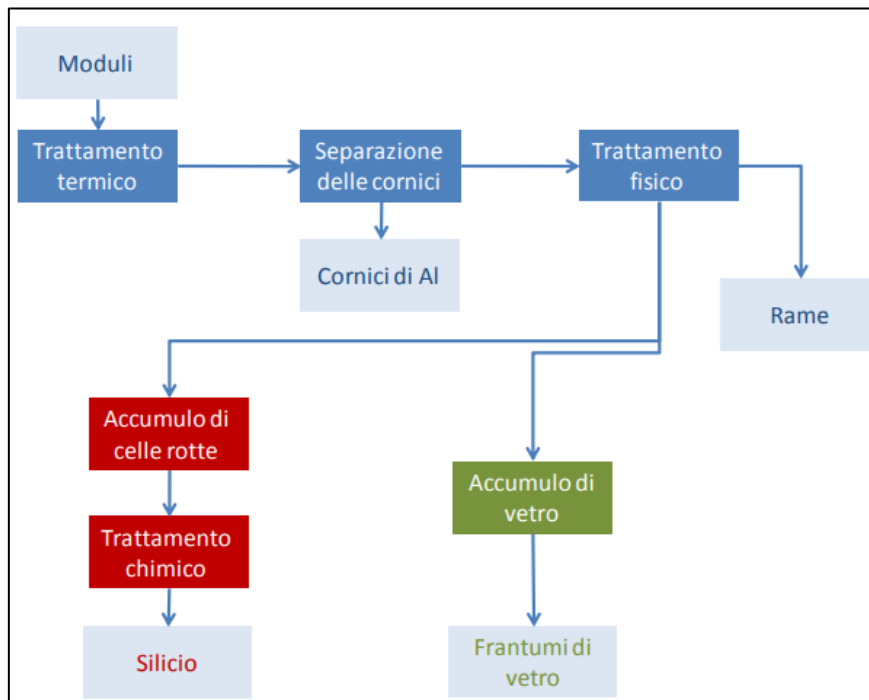 Moduli
Trattamento
termico
Separazione
delle cornici
Trattamento
fisico
Cornici di Al
Rame
Accumulo di
celle rotte
Accumulo di
vetro
Trattamento
chimico
Silicio
Frantumi di
vetro